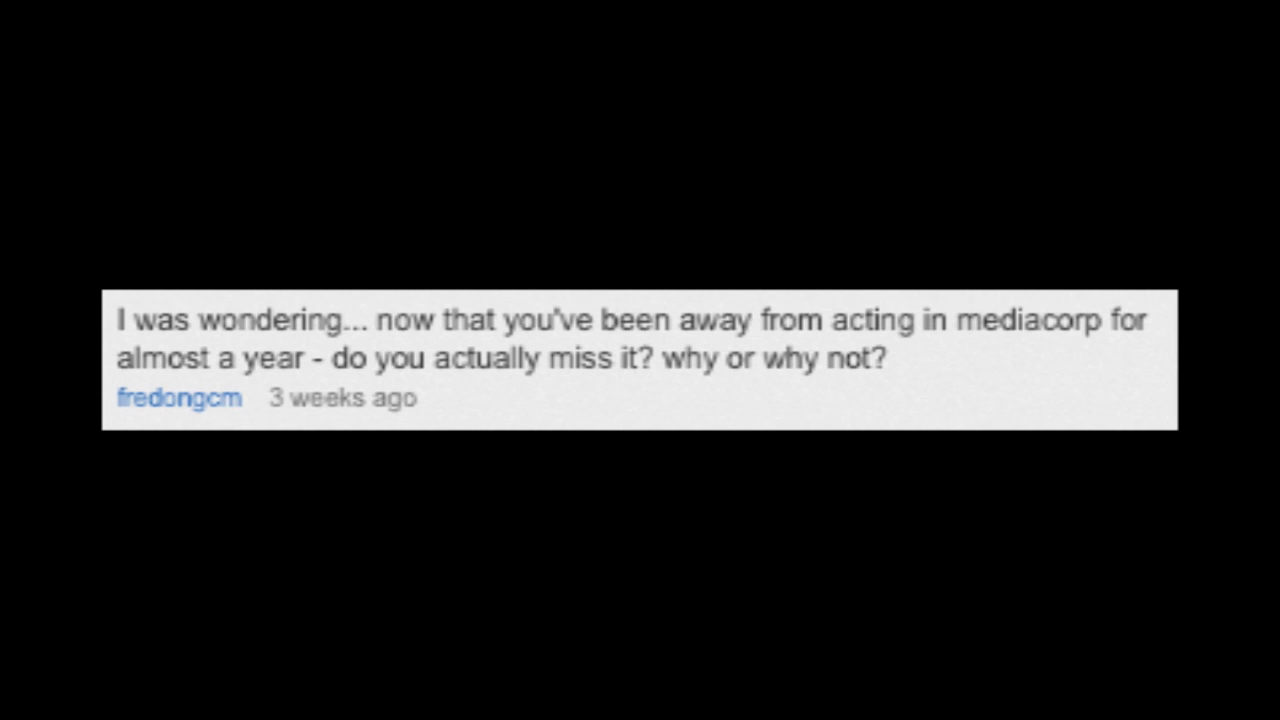 I was wondering... now that you've been away from acting in mediacorp for
almost a year - do you actually miss it? why or why not?
fredongcm 3 weeks ago